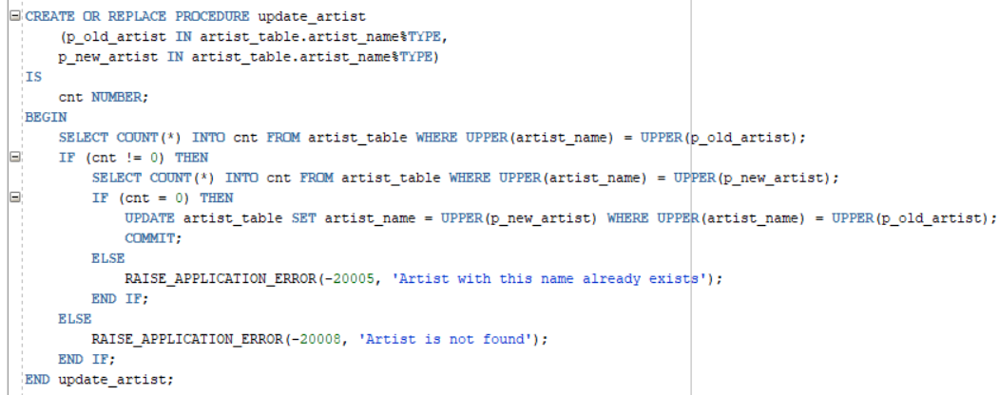 CREATE OR REPLACE PROCEDURE update_artist
(p_old_artist IN artist_table.artist_name%TYPE,
p_new_artist IN artist_table.artist_name%TYPE)
IS
cnt NUMBER;
BEGIN
SELECT COUNT(*) INTO cnt FROM artist_table WHERE UPPER(artist_name) = UPPER(p_old_artist);
IF (cnt != 0) THEN
SELECT COUNT(*) INTO cnt FROM artist_table WHERE UPPER(artist_name) = UPPER(p_new_artist);
IF (cnt = 0) THEN
UPDATE artist_table SET artist_name = UPPER(p_new_artist) WHERE UPPER(artist_name) = UPPER(p_old_artist);
COMMIT;
ELSE
RAISE_APPLICATION_ERROR(-20005, 'Artist with this name already exists');
END IF;
ELSE
RAISE_APPLICATION_ERROR(-20008, 'Artist is not found');
END IF;
END update_artist;